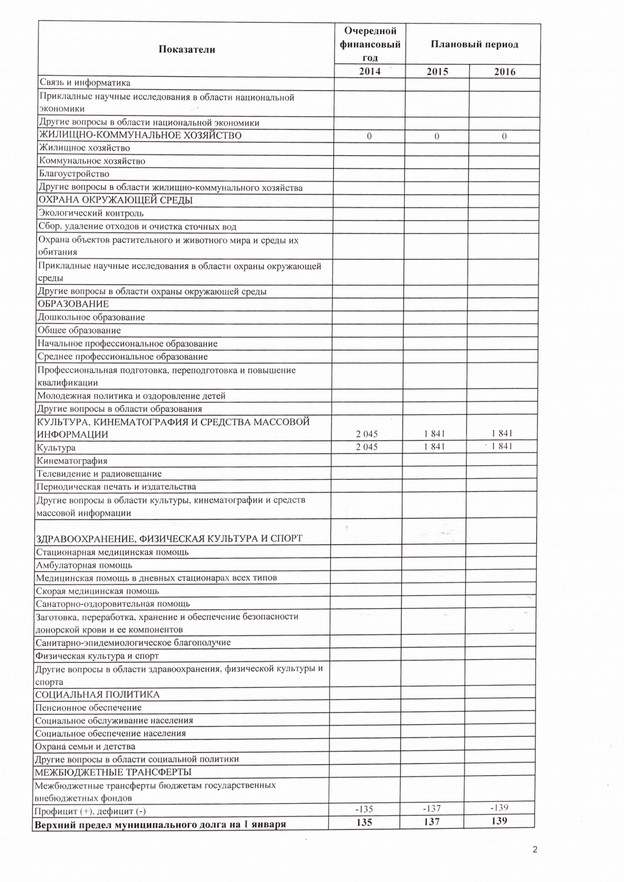 Показатели
Очередной
финансовый
год
Плановый период
2014 2015 2016
Связь и информатика
Прикладные научные исследования в области национальной
экономики
Другие вопросы в области национальной экономики
ЖИЛИЩНО-КОММУНАЛЬНОЕ ХОЗЯЙСТВО 0 0 0
Жилищное хозяйство
Коммунальное хозяйство
Благоустройство
Другие вопросы в области жилищно-коммунального хозяйства
ОХРАНА ОКРУЖАЮЩЕЙ СРЕДЫ
Экологический контроль
Сбор, удаление отходов и очистка сточных вод
Охрана объектов растительного и животного мира и среды их
обитания
Прикладные научные исследования в области охраны окружающей
среды
Другие вопросы в области охраны окружающей среды
ОБРАЗОВАНИЕ
Дошкольное образование
Общее образование
Начальное профессиональное образование
Среднее профессиональное образование
Профессиональная подготовка, переподготовка и повышение
квалификации
Молодежная политика и оздоровление детей
Другие вопросы в области образования
КУЛЬТУРА, КИНЕМАТОГРАФИЯ И СРЕДСТВА МАССОВОЙ
ИНФОРМАЦИИ 2 045 1 841 1 841
Культура 2 045 1 841 1 841
Кинематография
Телевидение и радиовещание
Периодическая печать и издательства
Другие вопросы в области культуры, кинематографии и средств
массовой информации
ЗДРАВООХРАНЕНИЕ, ФИЗИЧЕСКАЯ КУЛЬТУРА И СПОРТ
Стационарная медицинская помощь
Амбулаторная помощь
Медицинская помощь в дневных стационарах всех типов
Скорая медицинская помощь
Санаторно-оздоровительная помощь
Заготовка, переработка, хранение и обеспечение безопасности
донорской крови и ее компонентов
Санитарно-эпидемиологическое благополучие
Физическая культура и спорт
Другие вопросы в области здравоохранения, физической культуры и
спорта
СОЦИАЛЬНАЯ ПОЛИТИКА
Пенсионное обеспечение
Социальное обслуживание населения
Социальное обеспечение населения
Охрана семьи и детства
Другие вопросы в области социальной политики
МЕЖБЮДЖЕТНЫЕ ТРАНСФЕРТЫ
Межбюджетные трансферты бюджетам государственных
внебюджетных фондов
Профицит (+), дефицит (-) -135 -137 -139
Верхний предел муниципального долга на 1 января 135 137 139
2